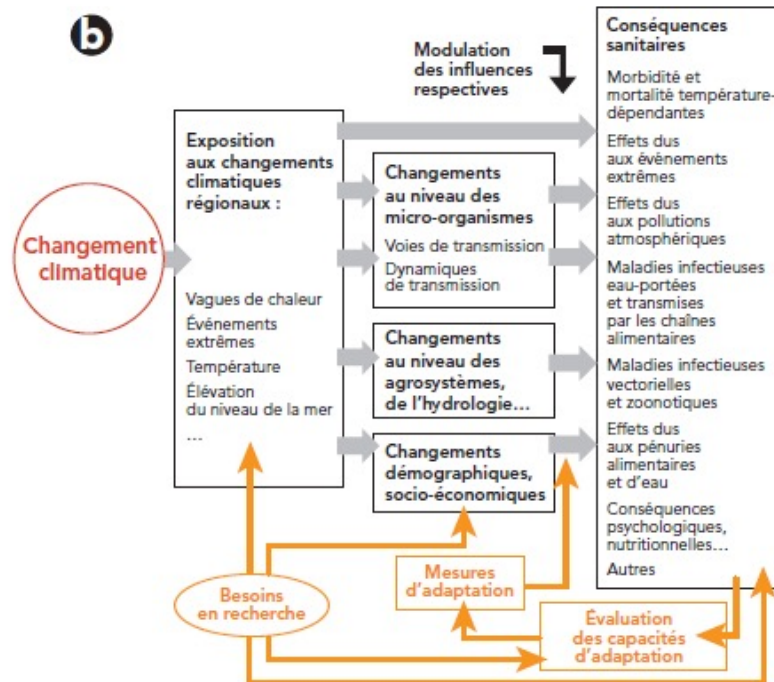 b
Modulation
des influences
respectives
Changement
climatique
Exposition
aux changements
climatiques
régionaux :
Vagues de chaleur
Événements
extrêmes
Température
Élévation
du niveau de la mer
...
Changements
au niveau des
micro-organismes
Voies de transmission
Dynamiques
de transmission
Changements
au niveau des
agrosystèmes,
de l'hydrologie...
Changements
démographiques,
socio-économiques
Conséquences
sanitaires
Morbidité et
mortalité température-
dépendantes
Effets dus
aux événements
extrêmes
Effets dus
aux pollutions
atmosphériques
Maladies infectieuses
eau-portées
et transmises
par les chaînes
alimentaires
Maladies infectieuses
vectorielles
et zoonotiques
Effets dus
aux pénuries
alimentaires
et d'eau
Conséquences
psychologiques,
nutritionnelles...
Autres
Besoins
en recherche
Mesures
d'adaptation
Évaluation
des capacités
d'adaptation